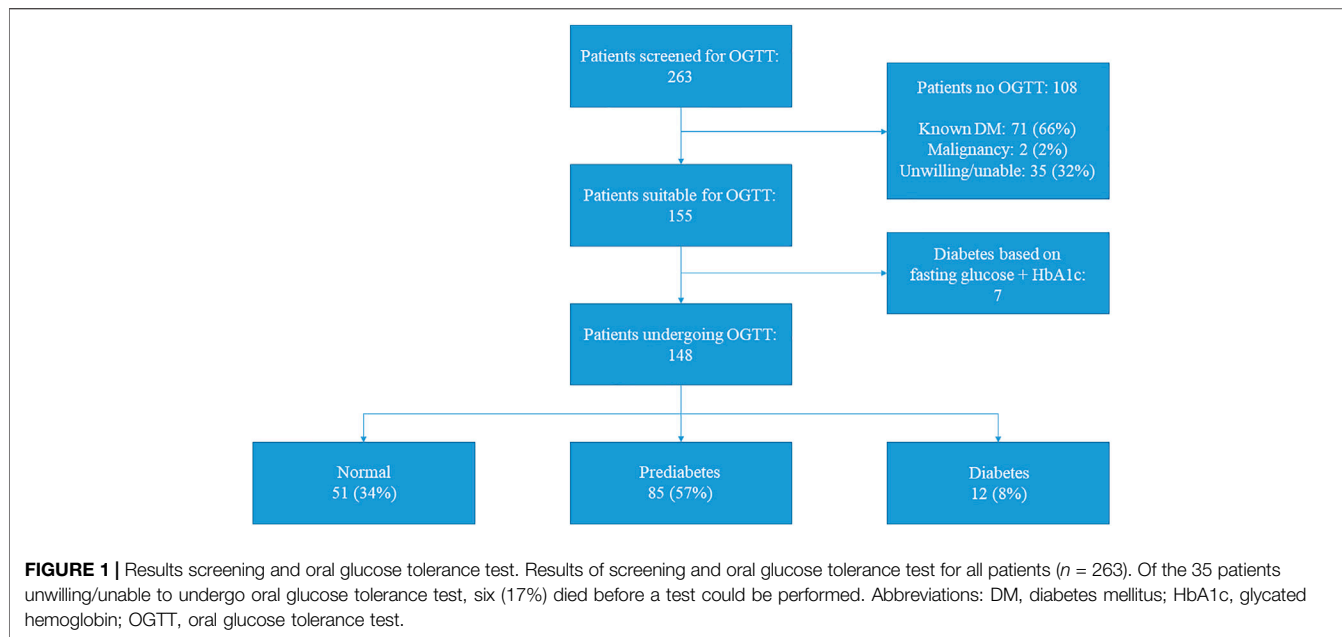 Patients screened for OGTT:
263
Patients no OGTT: 108
Known DM: 71 (66%)
Malignancy: 2 (2%)
Unwilling/unable: 35 (32%)
Patients suitable for OGTT:
155
Diabetes based on
fasting glucose + HbA1c:
7
Patients undergoing OGTT:
148
Normal
51 (34%)
Prediabetes
85 (57%)
Diabetes
12 (8%)
FIGURE 1 | Results screening and oral glucose tolerance test. Results of screening and oral glucose tolerance test for all patients (n = 263). Of the 35 patients
unwilling/unable to undergo oral glucose tolerance test, six (17%) died before a test could be performed. Abbreviations: DM, diabetes mellitus; HbA1c, glycated
hemoglobin; OGTT, oral glucose tolerance test.